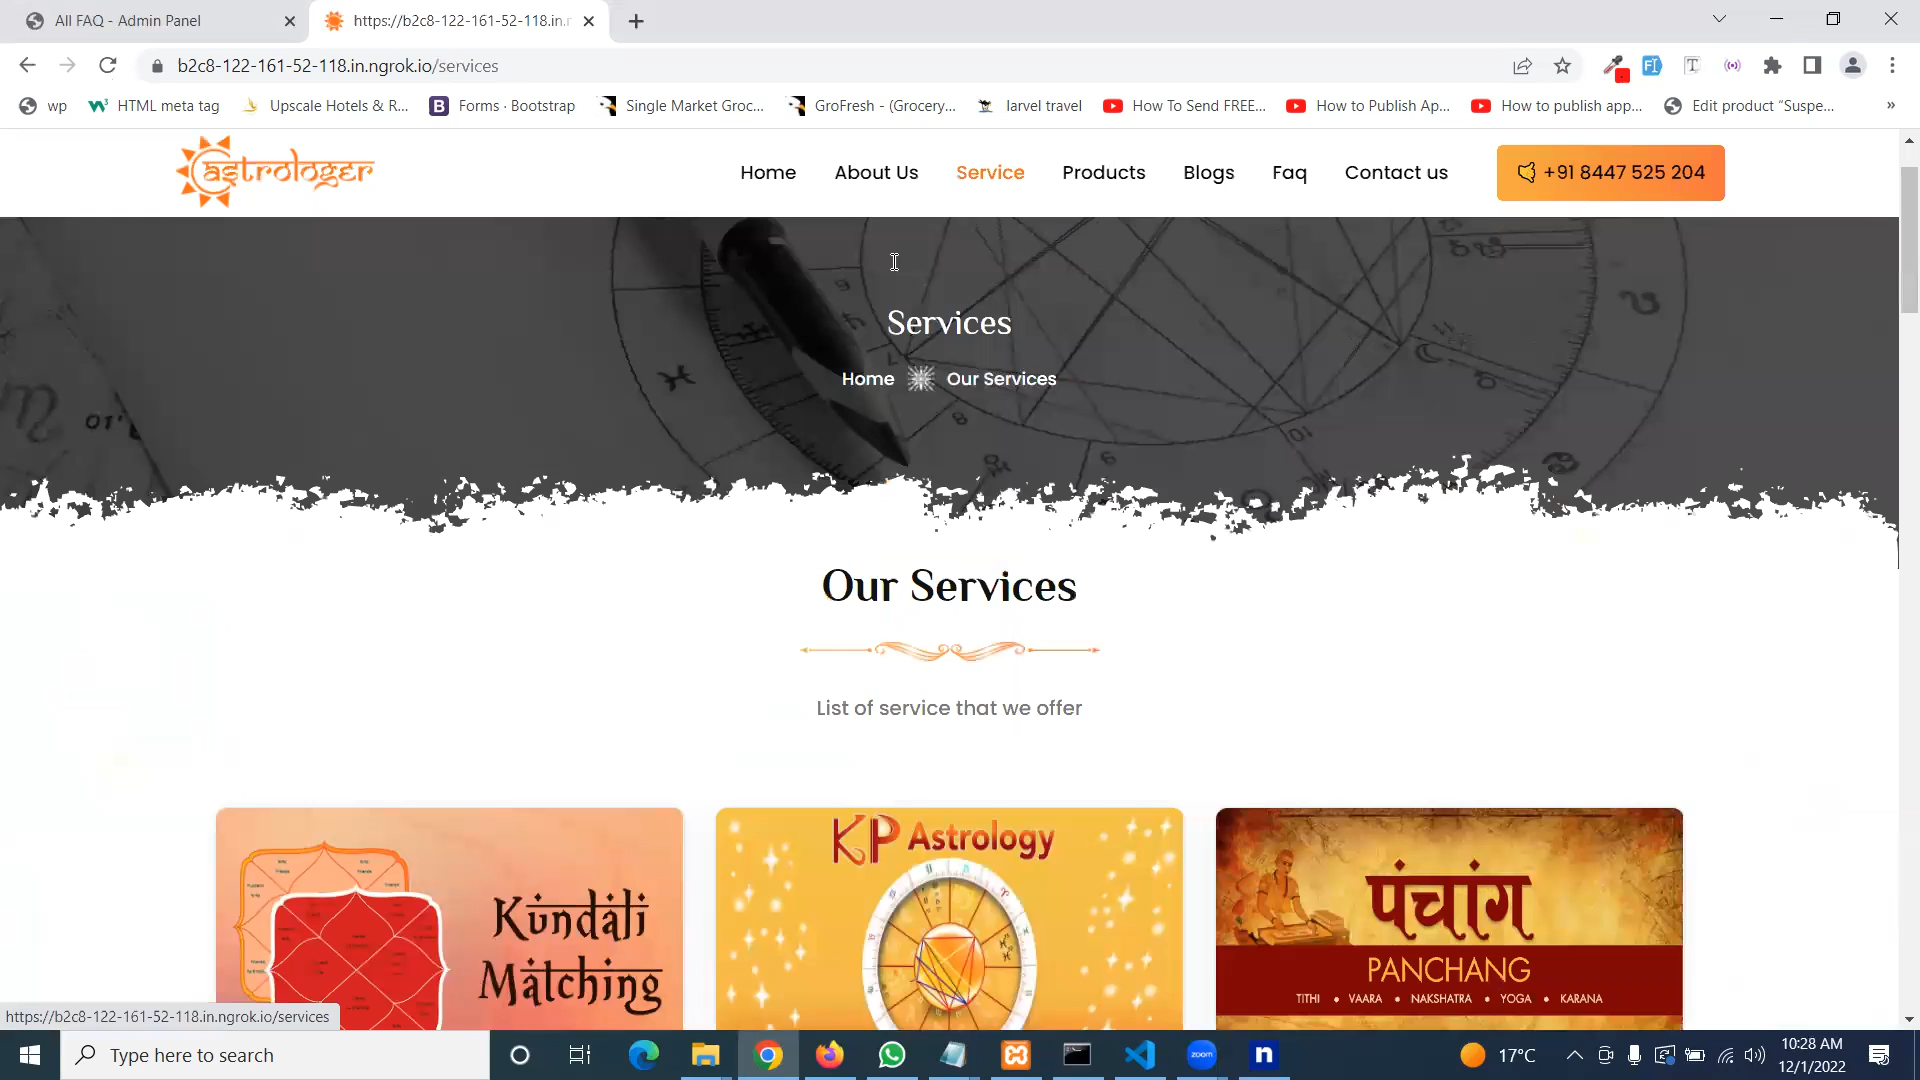 All FAQ - Admin Panel
https://b2c8-122-161-52-118.in.r
b2c8-122-161-52-118.in.ngrok.io/services
wp
HTML meta tag
Upscale Hotels & R...
Forms · Bootstrap
Single Market Groc...
GroFresh - (Grocery...
larvel travel
How To Send FREE...
How to Publish Ap...
How to publish app...
Edit product “Suspe...
»
astrologer
Home
About Us
Service
Products
Blogs
Faq
Contact us
+91 8447 525 204
Services
Home
Our Services
Our Services
List of service that we offer
Kundali
Matching
KP Astrology
पंचांग
PANCHANG
TITHI • VAARA • NAKSHATRA • YOGA • KARANA
https://b2c8-122-161-52-118.in.ngrok.io/services
Type here to search
zoom
n
17°C
10:28 AM
12/1/2022